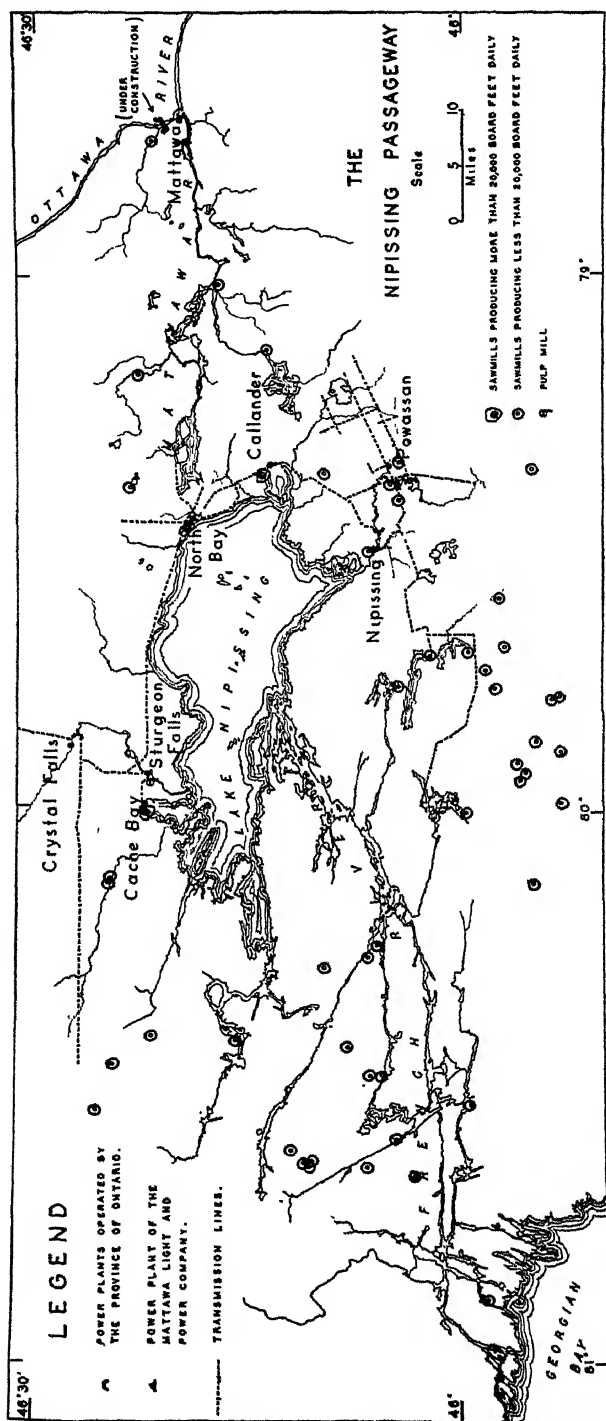 46°30'
46°30'
LEGEND
POWER PLANTS OPERATED BY
THE PROVINCE OF ONTARIO.
POWER PLANT OF THE
MATTAWA LIGHT AND
POWER COMPANY.
TRANSMISSION LINES.
OTTAWA
RIVER
(UNDER
CONSTRUCTION)
Mattawa
MATTAWA R.
Crystal Falls
Cache Bay
Sturgeon
Falls
North
Bay
Callander
LAKE NIPISSING
Nipissing
Powassan
FRENCH RIVER
GEORGIAN
BAY
THE
NIPISSING PASSAGEWAY
Scale
0 5 10
Miles
SAWMILLS PRODUCING MORE THAN 20,000 BOARD FEET DAILY
SAWMILLS PRODUCING LESS THAN 20,000 BOARD FEET DAILY
PULP MILL
46°
46°
81°
80°
79°